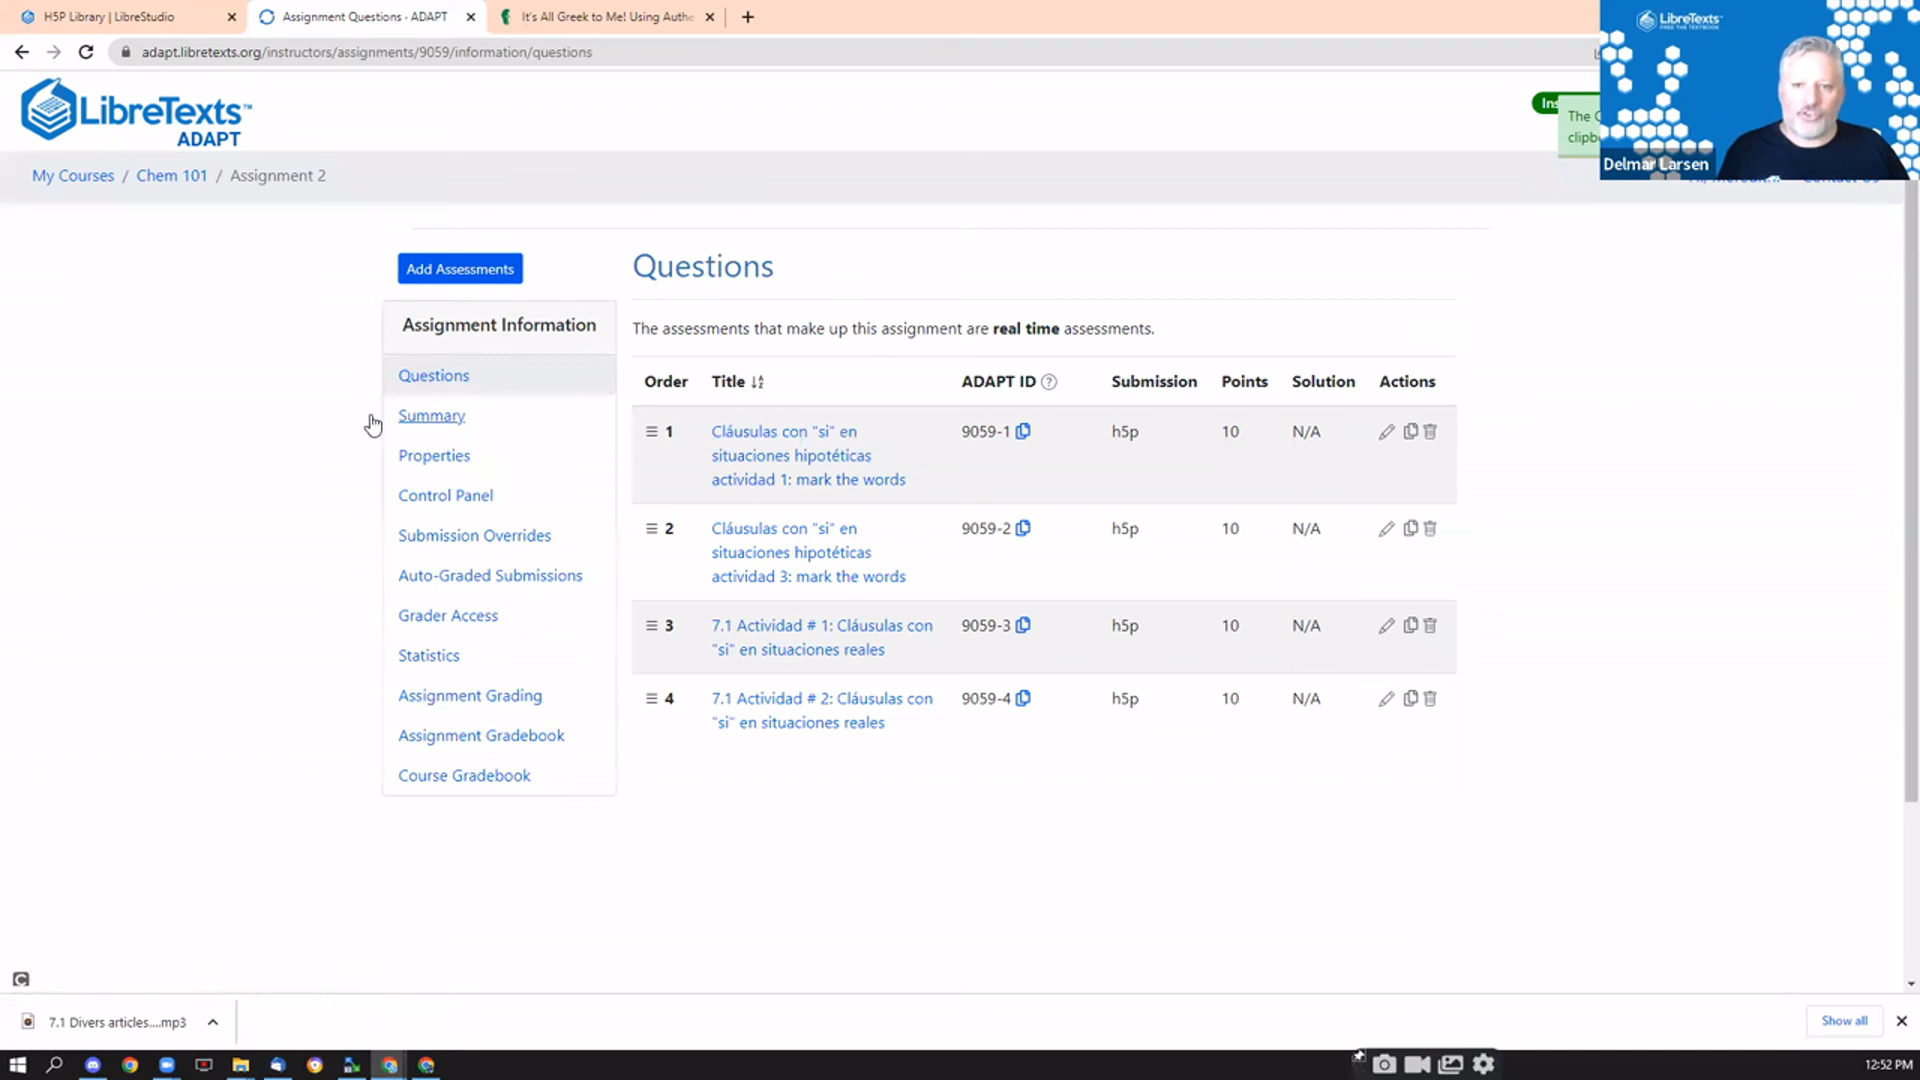 H5P Library | LibreStudio
Assignment Questions · ADAPT
It's All Greek to Me! Using Authe
adapt.libretexts.org/instructors/assignments/9059/information/questions
LibreTexts™
ADAPT
LibreTexts
FREE THE TEXTBOOK
Delmar Larsen
Ins
The
clipb
My Courses / Chem 101 / Assignment 2
Add Assessments
Questions
Assignment Information
The assessments that make up this assignment are real time assessments.
Questions
Summary
Properties
Control Panel
Submission Overrides
Auto-Graded Submissions
Grader Access
Statistics
Assignment Grading
Assignment Gradebook
Course Gradebook
Order Title ADAPT ID Submission Points Solution Actions
1 Cláusulas con "si" en 9059-1 h5p 10 N/A
situaciones hipotéticas
actividad 1: mark the words
2 Cláusulas con "si" en 9059-2 h5p 10 N/A
situaciones hipotéticas
actividad 3: mark the words
3 7.1 Actividad # 1: Cláusulas con 9059-3 h5p 10 N/A
"si" en situaciones reales
4 7.1 Actividad # 2: Cláusulas con 9059-4 h5p 10 N/A
"si" en situaciones reales
7.1 Divers articles....mp3
Show all
12:52 PM